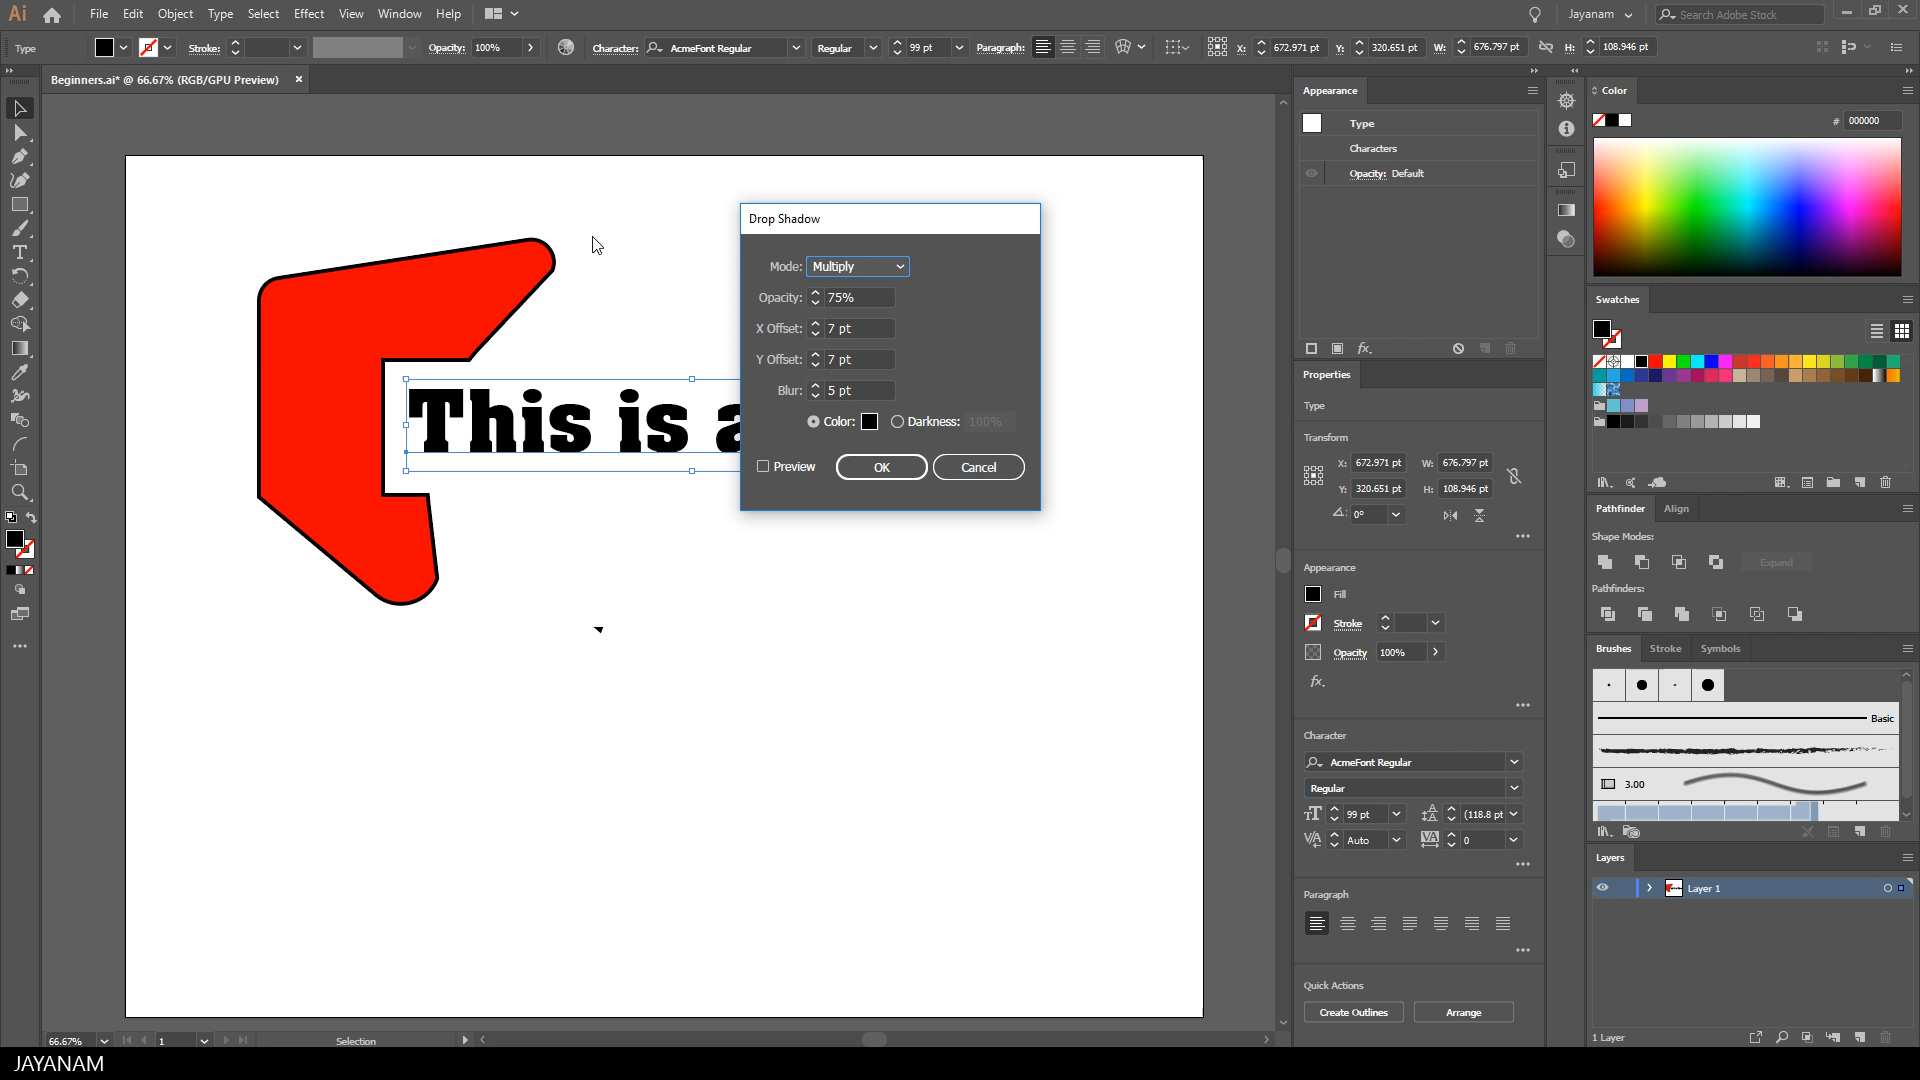 Ai File Edit Object Type Select Effect View Window Help Jayanam Search Adobe Stock
Type Stroke: Opacity: 100% Character: AcmeFont Regular Regular 99 pt Paragraph: X: 672.971 pt Y: 320.651 pt W: 676.797 pt H: 108.946 pt
Beginners.ai* @ 66.67% (RGB/GPU Preview) ×
This is a
Drop Shadow
Mode: Multiply
Opacity: 75%
X Offset: 7 pt
Y Offset: 7 pt
Blur: 5 pt
Color: Darkness: 100%
Preview OK Cancel
Appearance
Type
Characters
Opacity: Default
fx.
Properties
Type
Transform
X: 672.971 pt W: 676.797 pt
Y: 320.651 pt H: 108.946 pt
0°
Appearance
Fill
Stroke
Opacity 100%
fx.
Character
AcmeFont Regular
Regular
99 pt (118.8 pt
Auto 0
Paragraph
Quick Actions
Create Outlines Arrange
Color
# 000000
Swatches
Pathfinder Align
Shape Modes:
Expand
Pathfinders:
Brushes Stroke Symbols
Basic
3.00
Layers
Layer 1
1 Layer
66.67% 1 Selection
JAYANAM